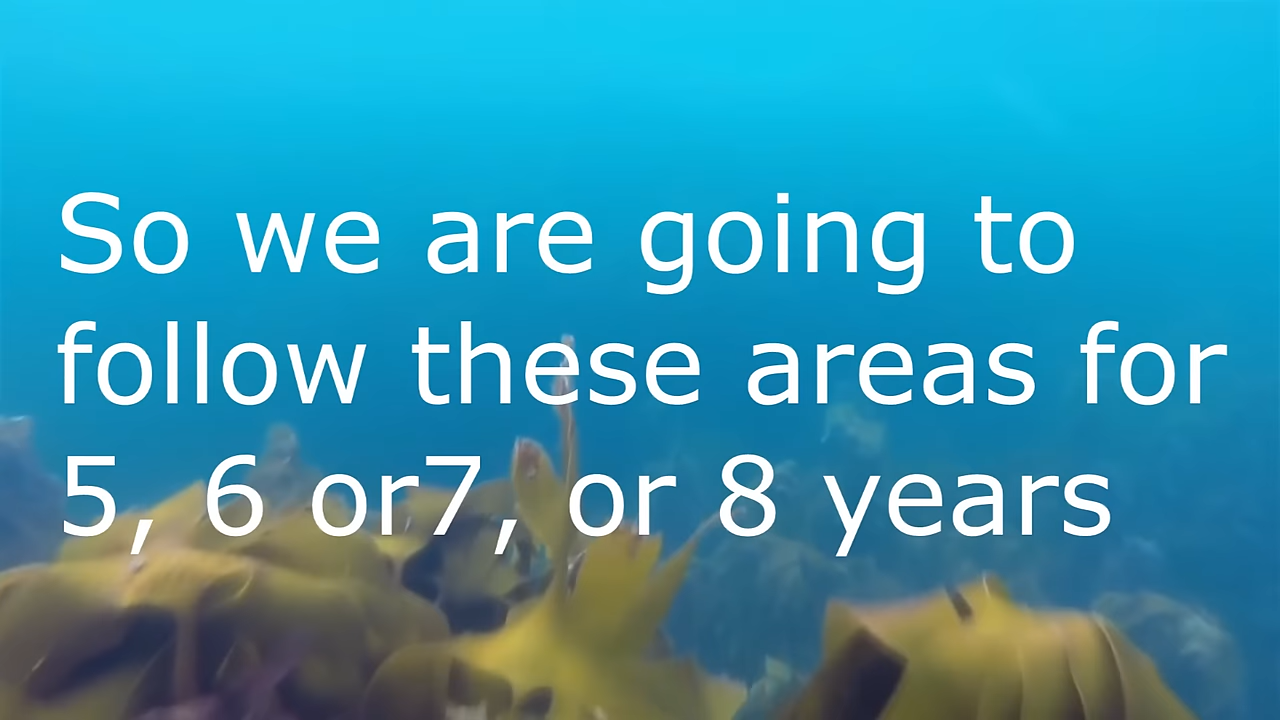 So we are going to
follow these areas for
5, 6 or7, or 8 years